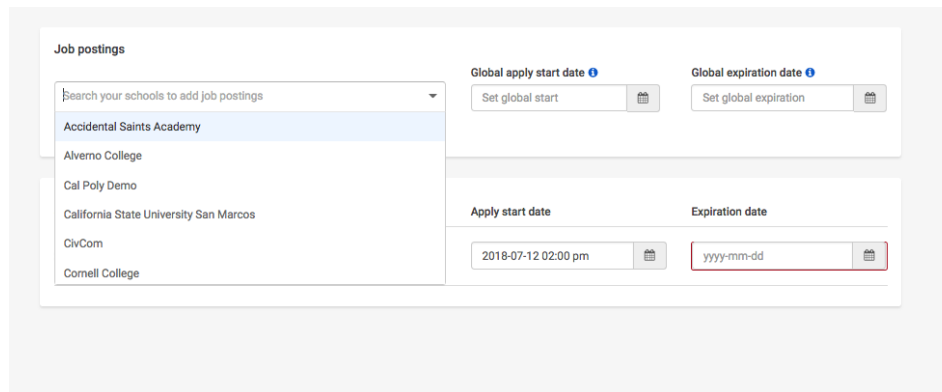 Job postings
Global apply start date
Global expiration date
Search your schools to add job postings
Set global start
Set global expiration
Accidental Saints Academy
Alverno College
Cal Poly Demo
California State University San Marcos
Apply start date
Expiration date
CivCom
2018-07-12 02:00 pm
yyyy-mm-dd
Cornell College